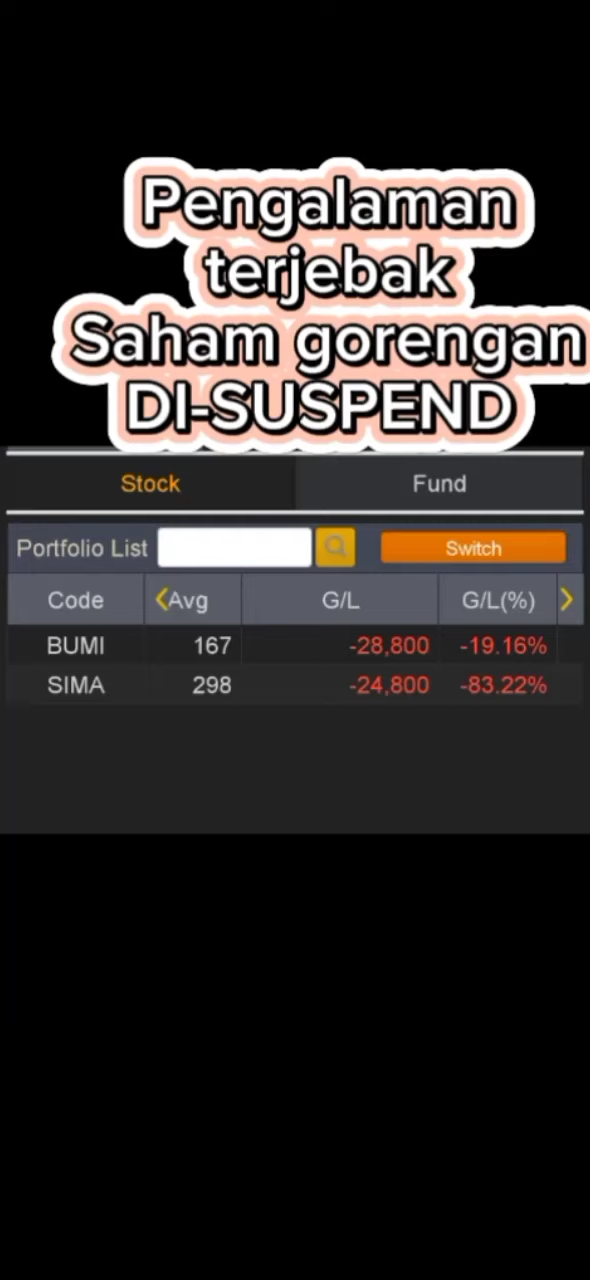 Pengalaman
terjebak
Saham gorengan
DI-SUSPEND
Stock Fund
Portfolio List Switch
Code Avg G/L G/L(%)
BUMI 167 -28,800 -19.16%
SIMA 298 -24,800 -83.22%